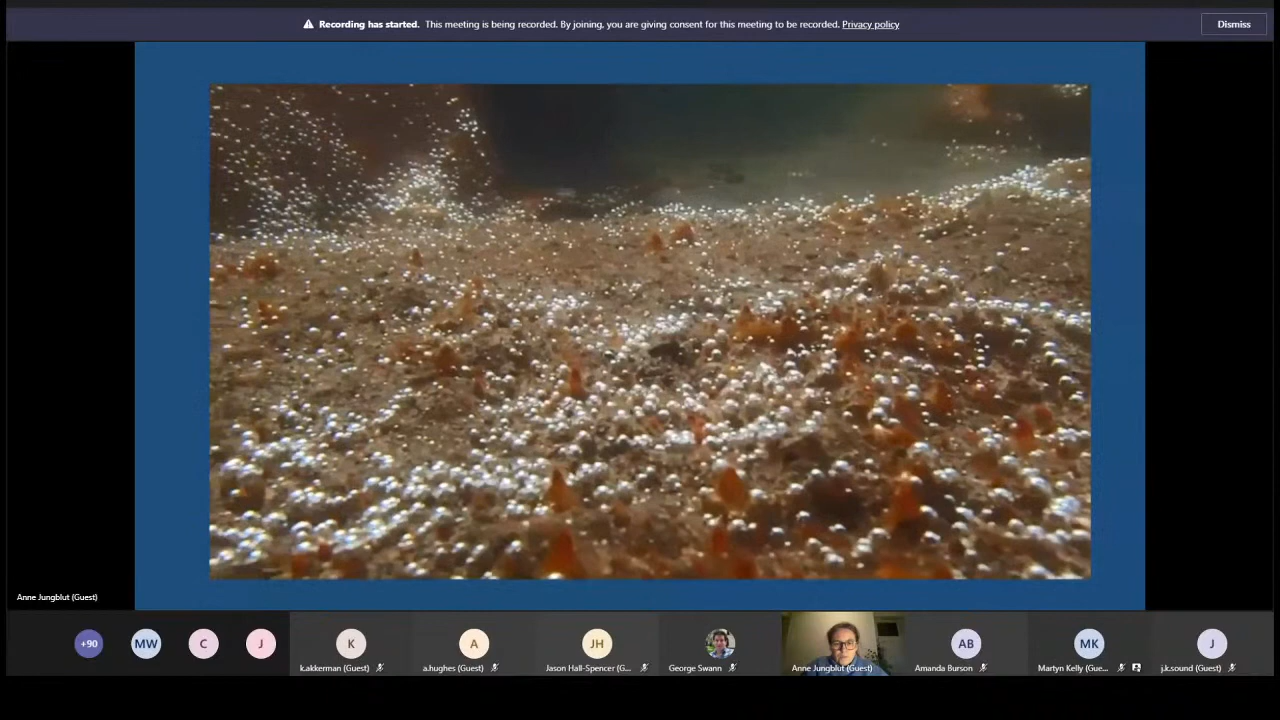 Recording has started. This meeting is being recorded. By joining, you are giving consent for this meeting to be recorded. Privacy policy
Dismiss
Anne Jungblut (Guest)
+90
MW
C
J
K
A
JH
AB
MK
J
k.akkerman (Guest)
a.hughes (Guest)
Jason Hall-Spencer (G...
George Swann
Anne Jungblut (Guest)
Amanda Burson
Martyn Kelly (Gue...
j.k.sound (Guest)